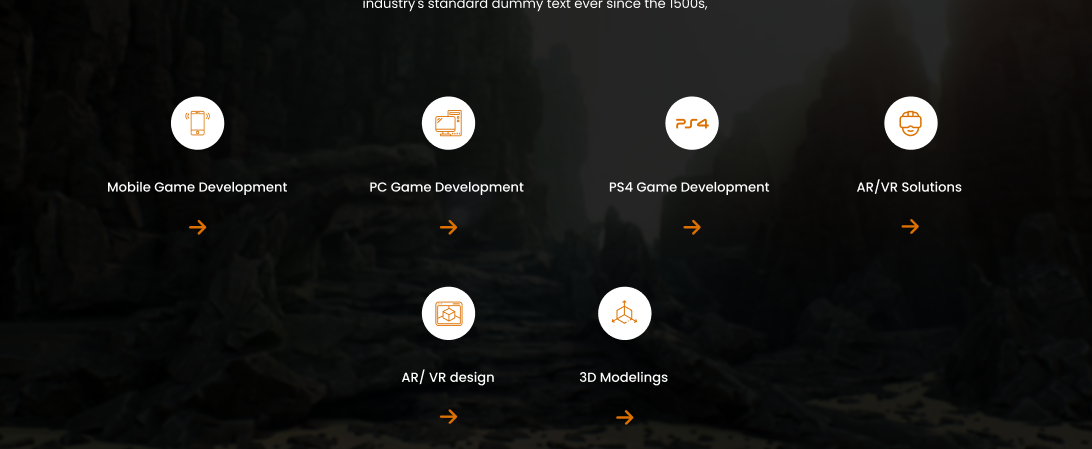 industry's standard dummy text ever since the 1500s,
PS4
Mobile Game Development
PC Game Development
PS4 Game Development
AR/VR Solutions
AR/ VR design
3D Modelings